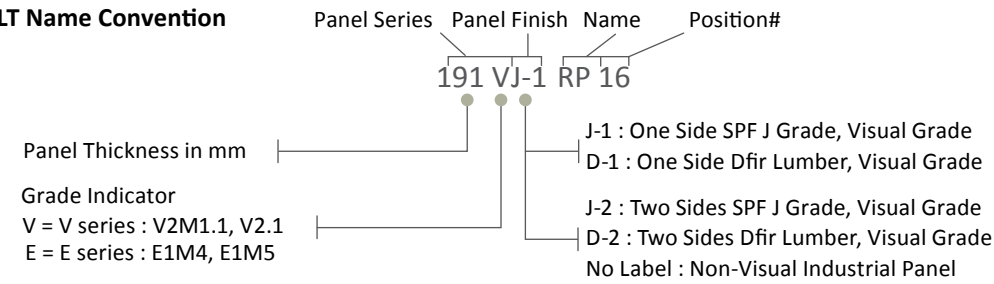 LT Name Convention
Panel Series Panel Finish Name Position#
191 VJ-1 RP 16
Panel Thickness in mm
Grade Indicator
V = V series : V2M1.1, V2.1
E = E series : E1M4, E1M5
J-1 : One Side SPF J Grade, Visual Grade
D-1 : One Side Dfir Lumber, Visual Grade
J-2 : Two Sides SPF J Grade, Visual Grade
D-2 : Two Sides Dfir Lumber, Visual Grade
No Label : Non-Visual Industrial Panel